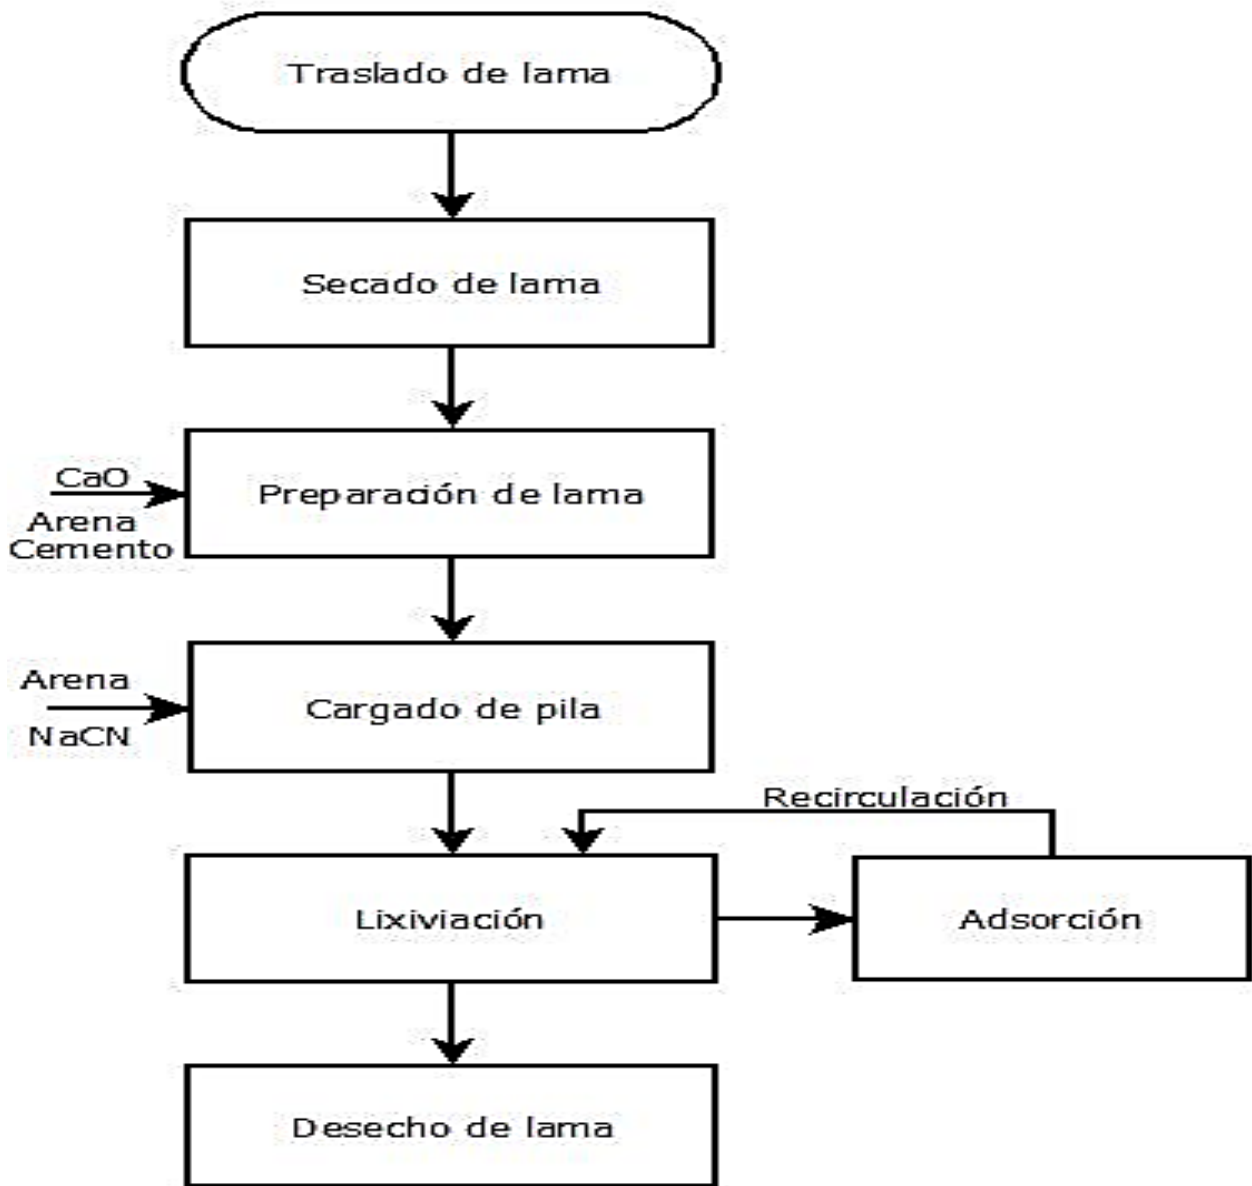 Traslado de lama
Secado de lama
CaO
Arena
Cemento
Preparación de lama
Arena
NaCN
Cargado de pila
Recirculación
Lixiviación
Adsorción
Desecho de lama